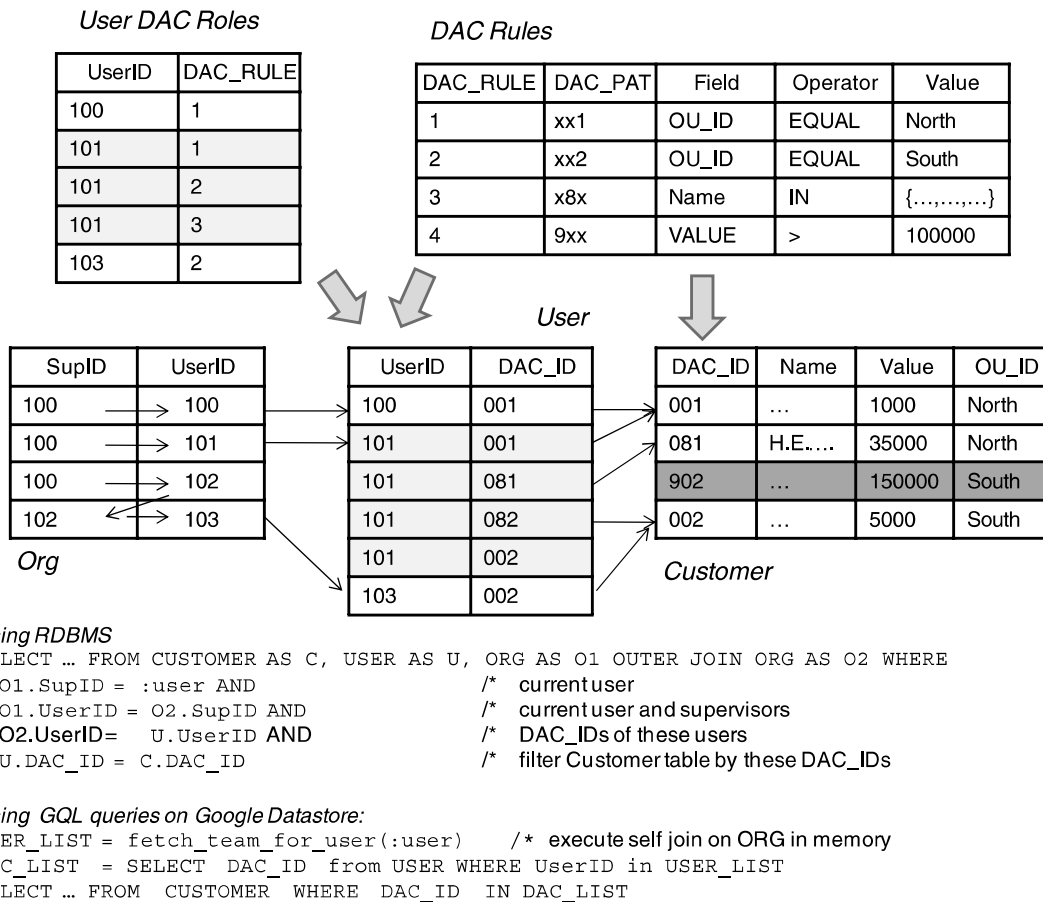 User DAC Roles
UserID DAC_RULE
100 1
101 1
101 2
101 3
103 2
DAC Rules
DAC_RULE DAC_PAT Field Operator Value
1 xx1 OU_ID EQUAL North
2 xx2 OU_ID EQUAL South
3 x8x Name IN {...,...,...}
4 9xx VALUE > 100000
SupID UserID
100 100
100 101
100 102
102 103
Org
User
UserID DAC_ID
100 001
101 001
101 081
101 082
101 002
103 002
DAC_ID Name Value OU_ID
001 ... 1000 North
081 H.E.... 35000 North
902 ... 150000 South
002 ... 5000 South
Customer
ing RDBMS
LECT ... FROM CUSTOMER AS C, USER AS U, ORG AS O1 OUTER JOIN ORG AS O2 WHERE
O1.SupID = :user AND /* current user
O1.UserID = O2.SupID AND /* current user and supervisors
O2.UserID= U.UserID AND /* DAC_IDs of these users
U.DAC_ID = C.DAC_ID /* filter Customer table by these DAC_IDs
ing GQL queries on Google Datastore:
ER_LIST = fetch_team_for_user(:user) /* execute self join on ORG in memory
C_LIST = SELECT DAC_ID from USER WHERE UserID in USER_LIST
LECT ... FROM CUSTOMER WHERE DAC_ID IN DAC_LIST